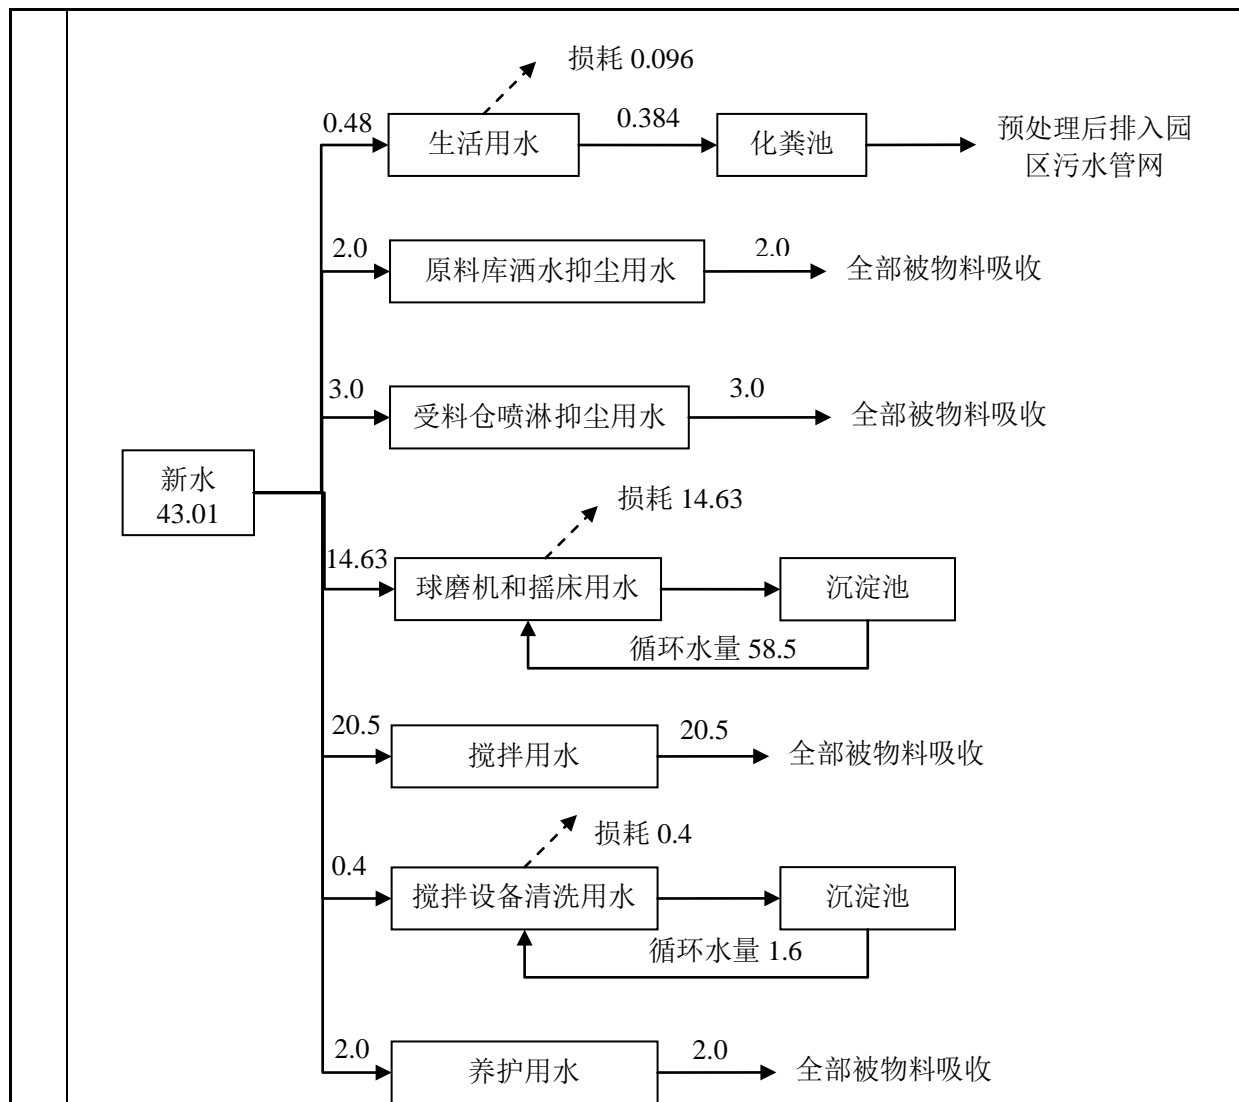 损耗 0.096
0.48
生活用水
0.384
化粪池
预处理后排入园
区污水管网
2.0
原料库洒水抑尘用水
2.0
全部被物料吸收
3.0
受料仓喷淋抑尘用水
3.0
全部被物料吸收
新水
43.01
损耗 14.63
14.63
球磨机和摇床用水
沉淀池
循环水量 58.5
20.5
搅拌用水
20.5
全部被物料吸收
损耗 0.4
0.4
搅拌设备清洗用水
沉淀池
循环水量 1.6
2.0
养护用水
2.0
全部被物料吸收